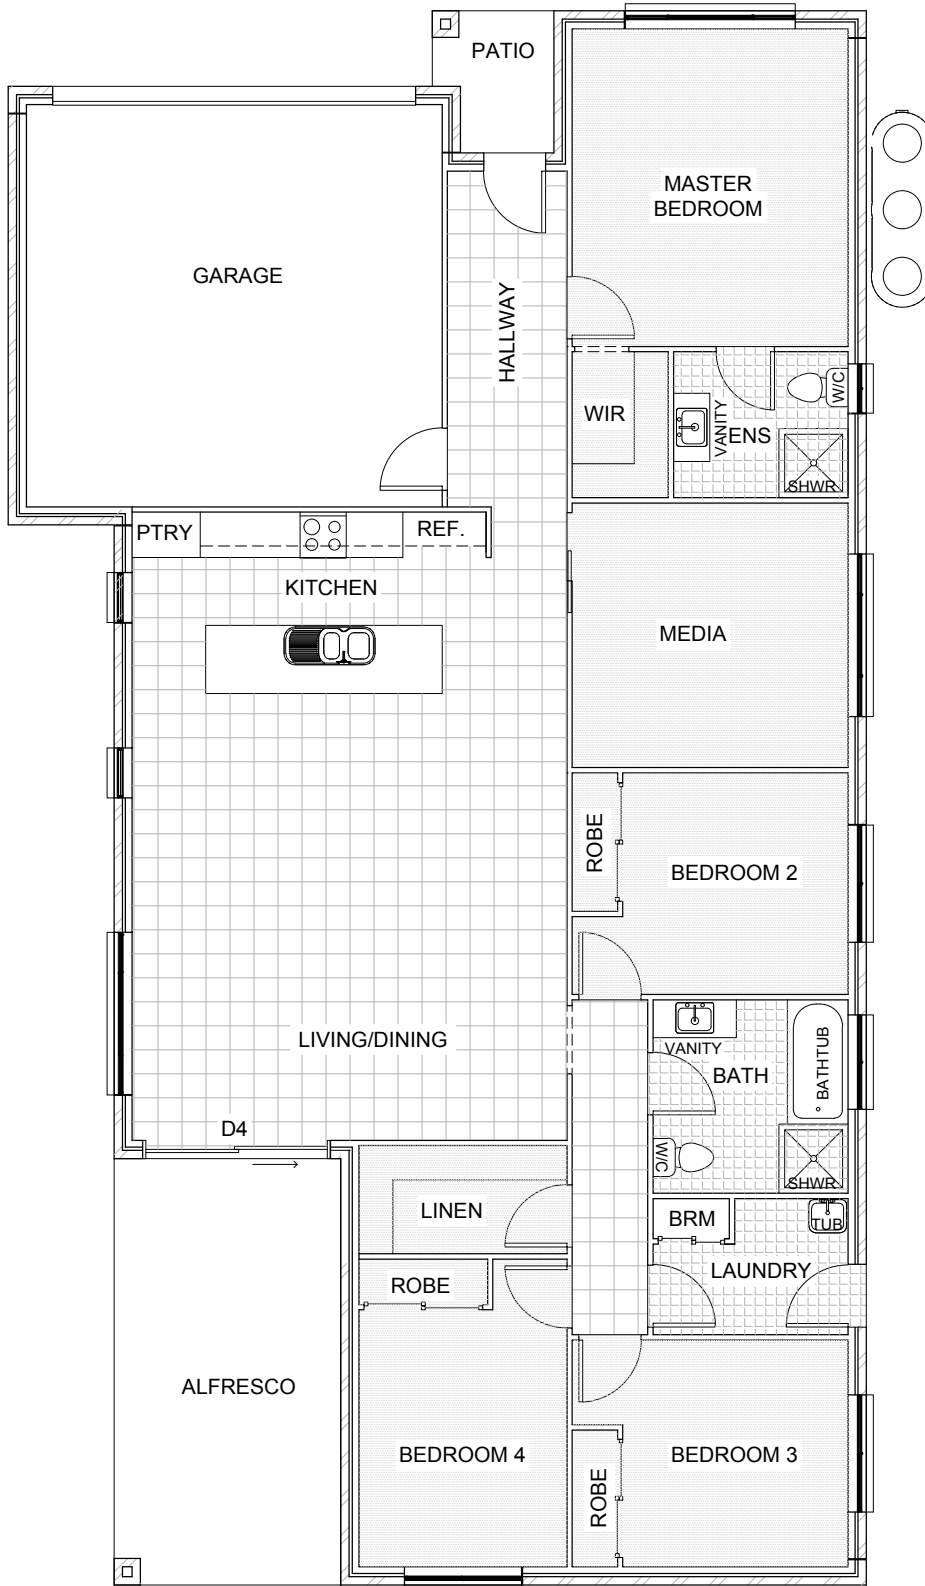 PATIO
MASTER
BEDROOM
GARAGE
HALLWAY
WIR
VANITY
ENS
W/C
SHWR
PTRY
REF.
KITCHEN
MEDIA
ROBE
BEDROOM 2
LIVING/DINING
VANITY
BATH
BATHTUB
W/C
SHWR
D4
LINEN
BRM
TUB
LAUNDRY
ROBE
ALFRESCO
BEDROOM 4
BEDROOM 3
ROBE